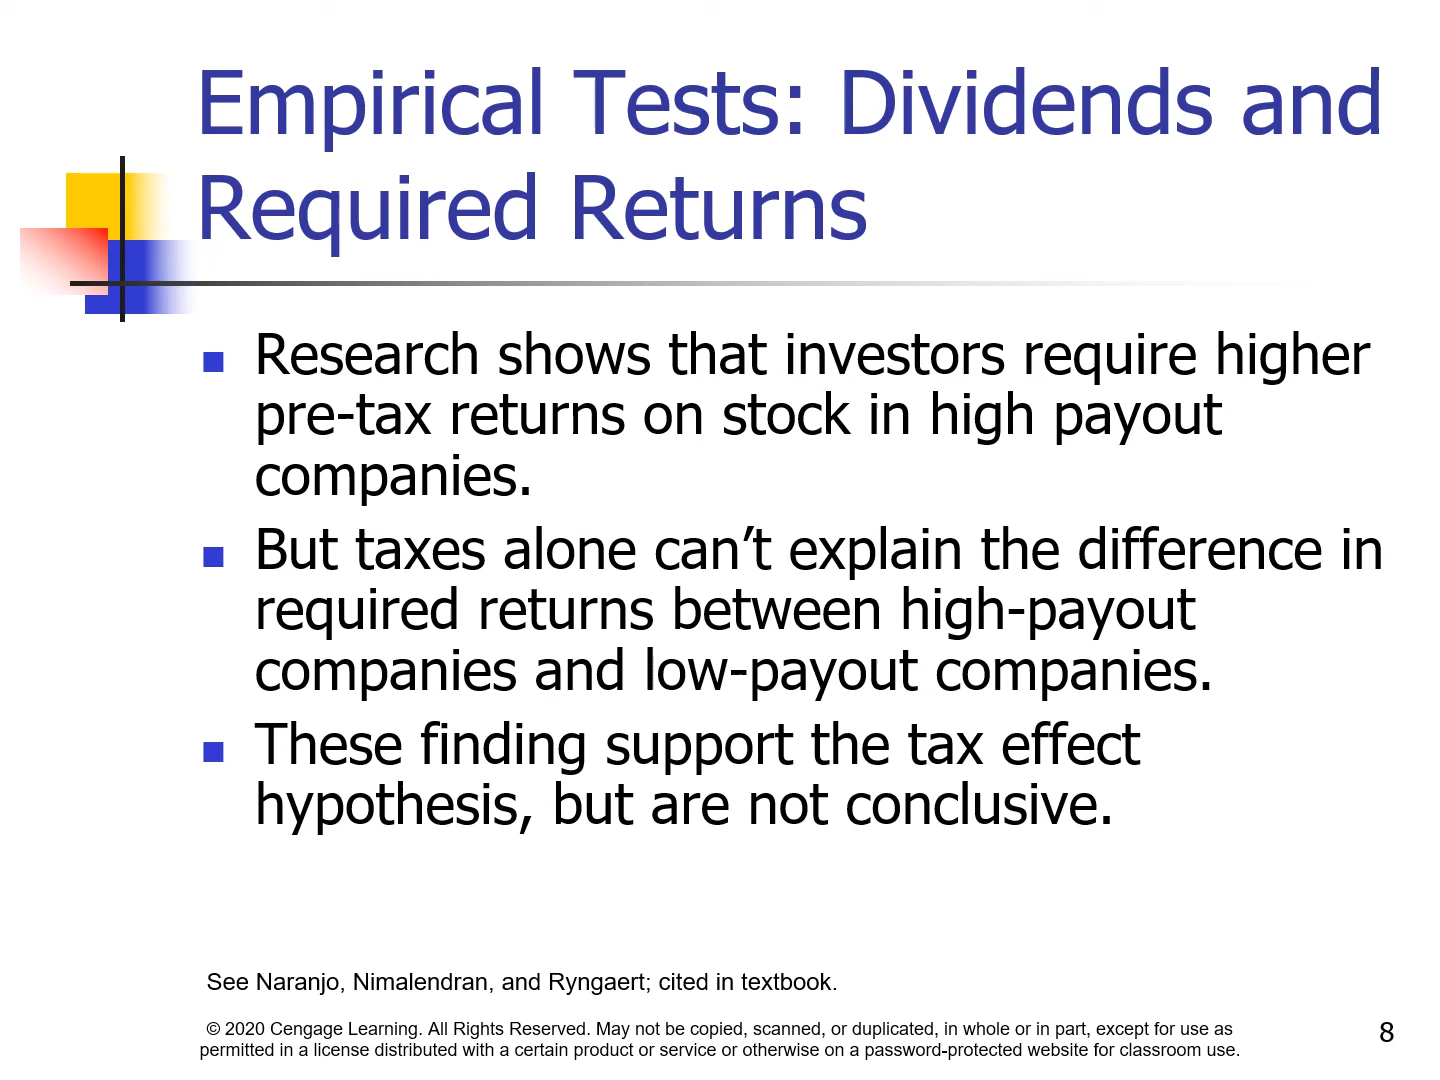 Empirical Tests: Dividends and
Required Returns
Research shows that investors require higher
pre-tax returns on stock in high payout
companies.
But taxes alone can’t explain the difference in
required returns between high-payout
companies and low-payout companies.
These finding support the tax effect
hypothesis, but are not conclusive.
See Naranjo, Nimalendran, and Ryngaert; cited in textbook.
© 2020 Cengage Learning. All Rights Reserved. May not be copied, scanned, or duplicated, in whole or in part, except for use as
permitted in a license distributed with a certain product or service or otherwise on a password-protected website for classroom use.
8